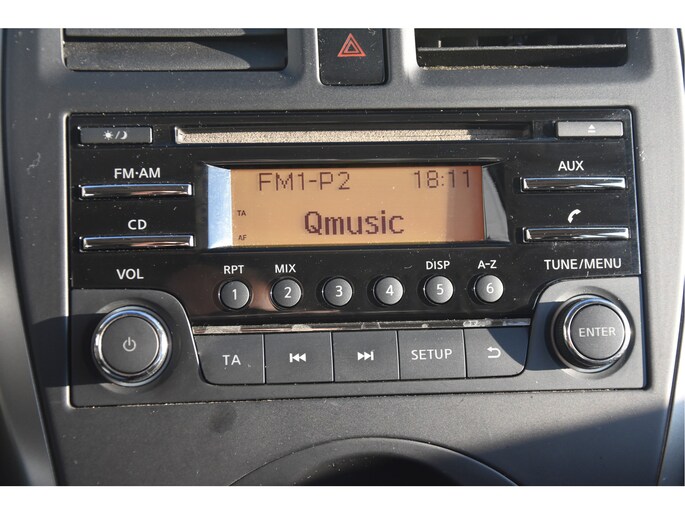 FM·AM
AUX
FM1-P2 18:11
TA
Qmusic
AF
CD
VOL
RPT MIX DISP A-Z
TUNE/MENU
1 2 3 4 5 6
ENTER
TA SETUP